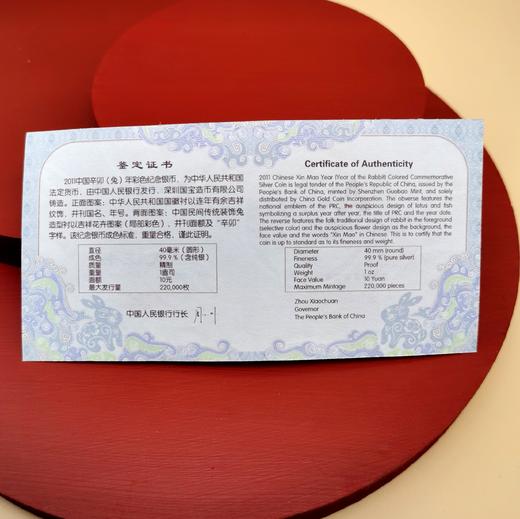 鉴定证书
2011中国辛卯（兔）年彩色纪念银币，为中华人民共和国
法定货币，由中国人民银行发行，深圳国宝造币有限公司
铸造。正面图案：中华人民共和国国徽衬以连年有余吉祥
纹饰，并刊国名、年号。背面图案：中国民间传统装饰兔
造型衬以吉祥花卉图案（局部彩色），并刊面额及“辛卯”
字样。该纪念银币成色标准，重量合格，谨此证明。
直径 40毫米（圆形）
成色 99.9％（含纯银）
质量 精制
重量 1盎司
面额 10元
最大发行量 220,000枚
中国人民银行行长
Certificate of Authenticity
2011 Chinese Xin Mao Year (Year of the Rabbit) Colored Commemorative
Silver Coin is legal tender of the People's Republic of China, issued by the
People's Bank of China, minted by Shenzhen Guobao Mint, and solely
distributed by China Gold Coin Incorporation. The obverse features the
national emblem of the PRC, the auspicious design of lotus and fish
symbolizing a surplus year after year, the title of PRC and the year date.
The reverse features the folk traditional design of rabbit in the foreground
(selective color) and the auspicious flower design as the background, the
face value and the words "Xin Mao" in Chinese. This is to certify that the
coin is up to standard as to its fineness and weight.
Diameter 40 mm (round)
Fineness 99.9 % (pure silver)
Quality Proof
Weight 1 oz
Face Value 10 Yuan
Maximum Mintage 220,000 pieces
Zhou Xiaochuan
Governor
The People's Bank of China